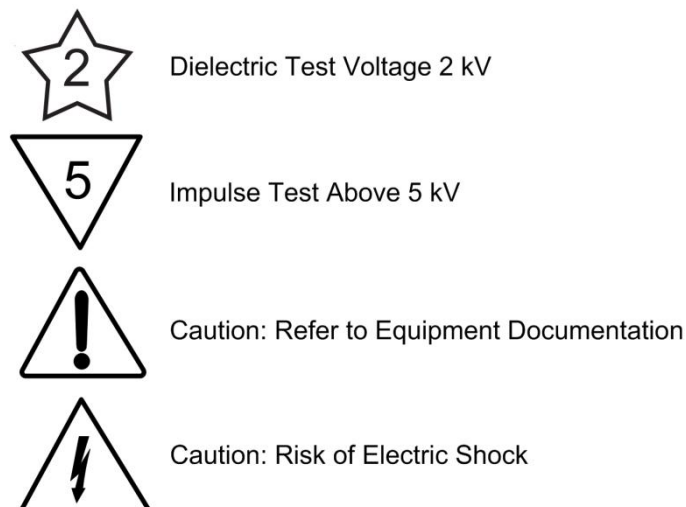 2 Dielectric Test Voltage 2 kV
5 Impulse Test Above 5 kV
! Caution: Refer to Equipment Documentation
Caution: Risk of Electric Shock